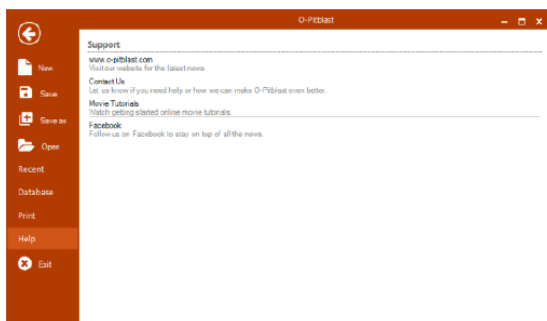 O-Pitblast
New
Save
Save as
Open
Recent
Database
Print
Help
Exit
Support
www.o-pitblast.com
Visit our website for the latest news.
Contact Us
Let us know if you need help or how we can make O-Pitblast even better.
Movie Tutorials
Watch getting started online movie tutorials.
Facebook
Follow us on Facebook to stay on top of all the news.